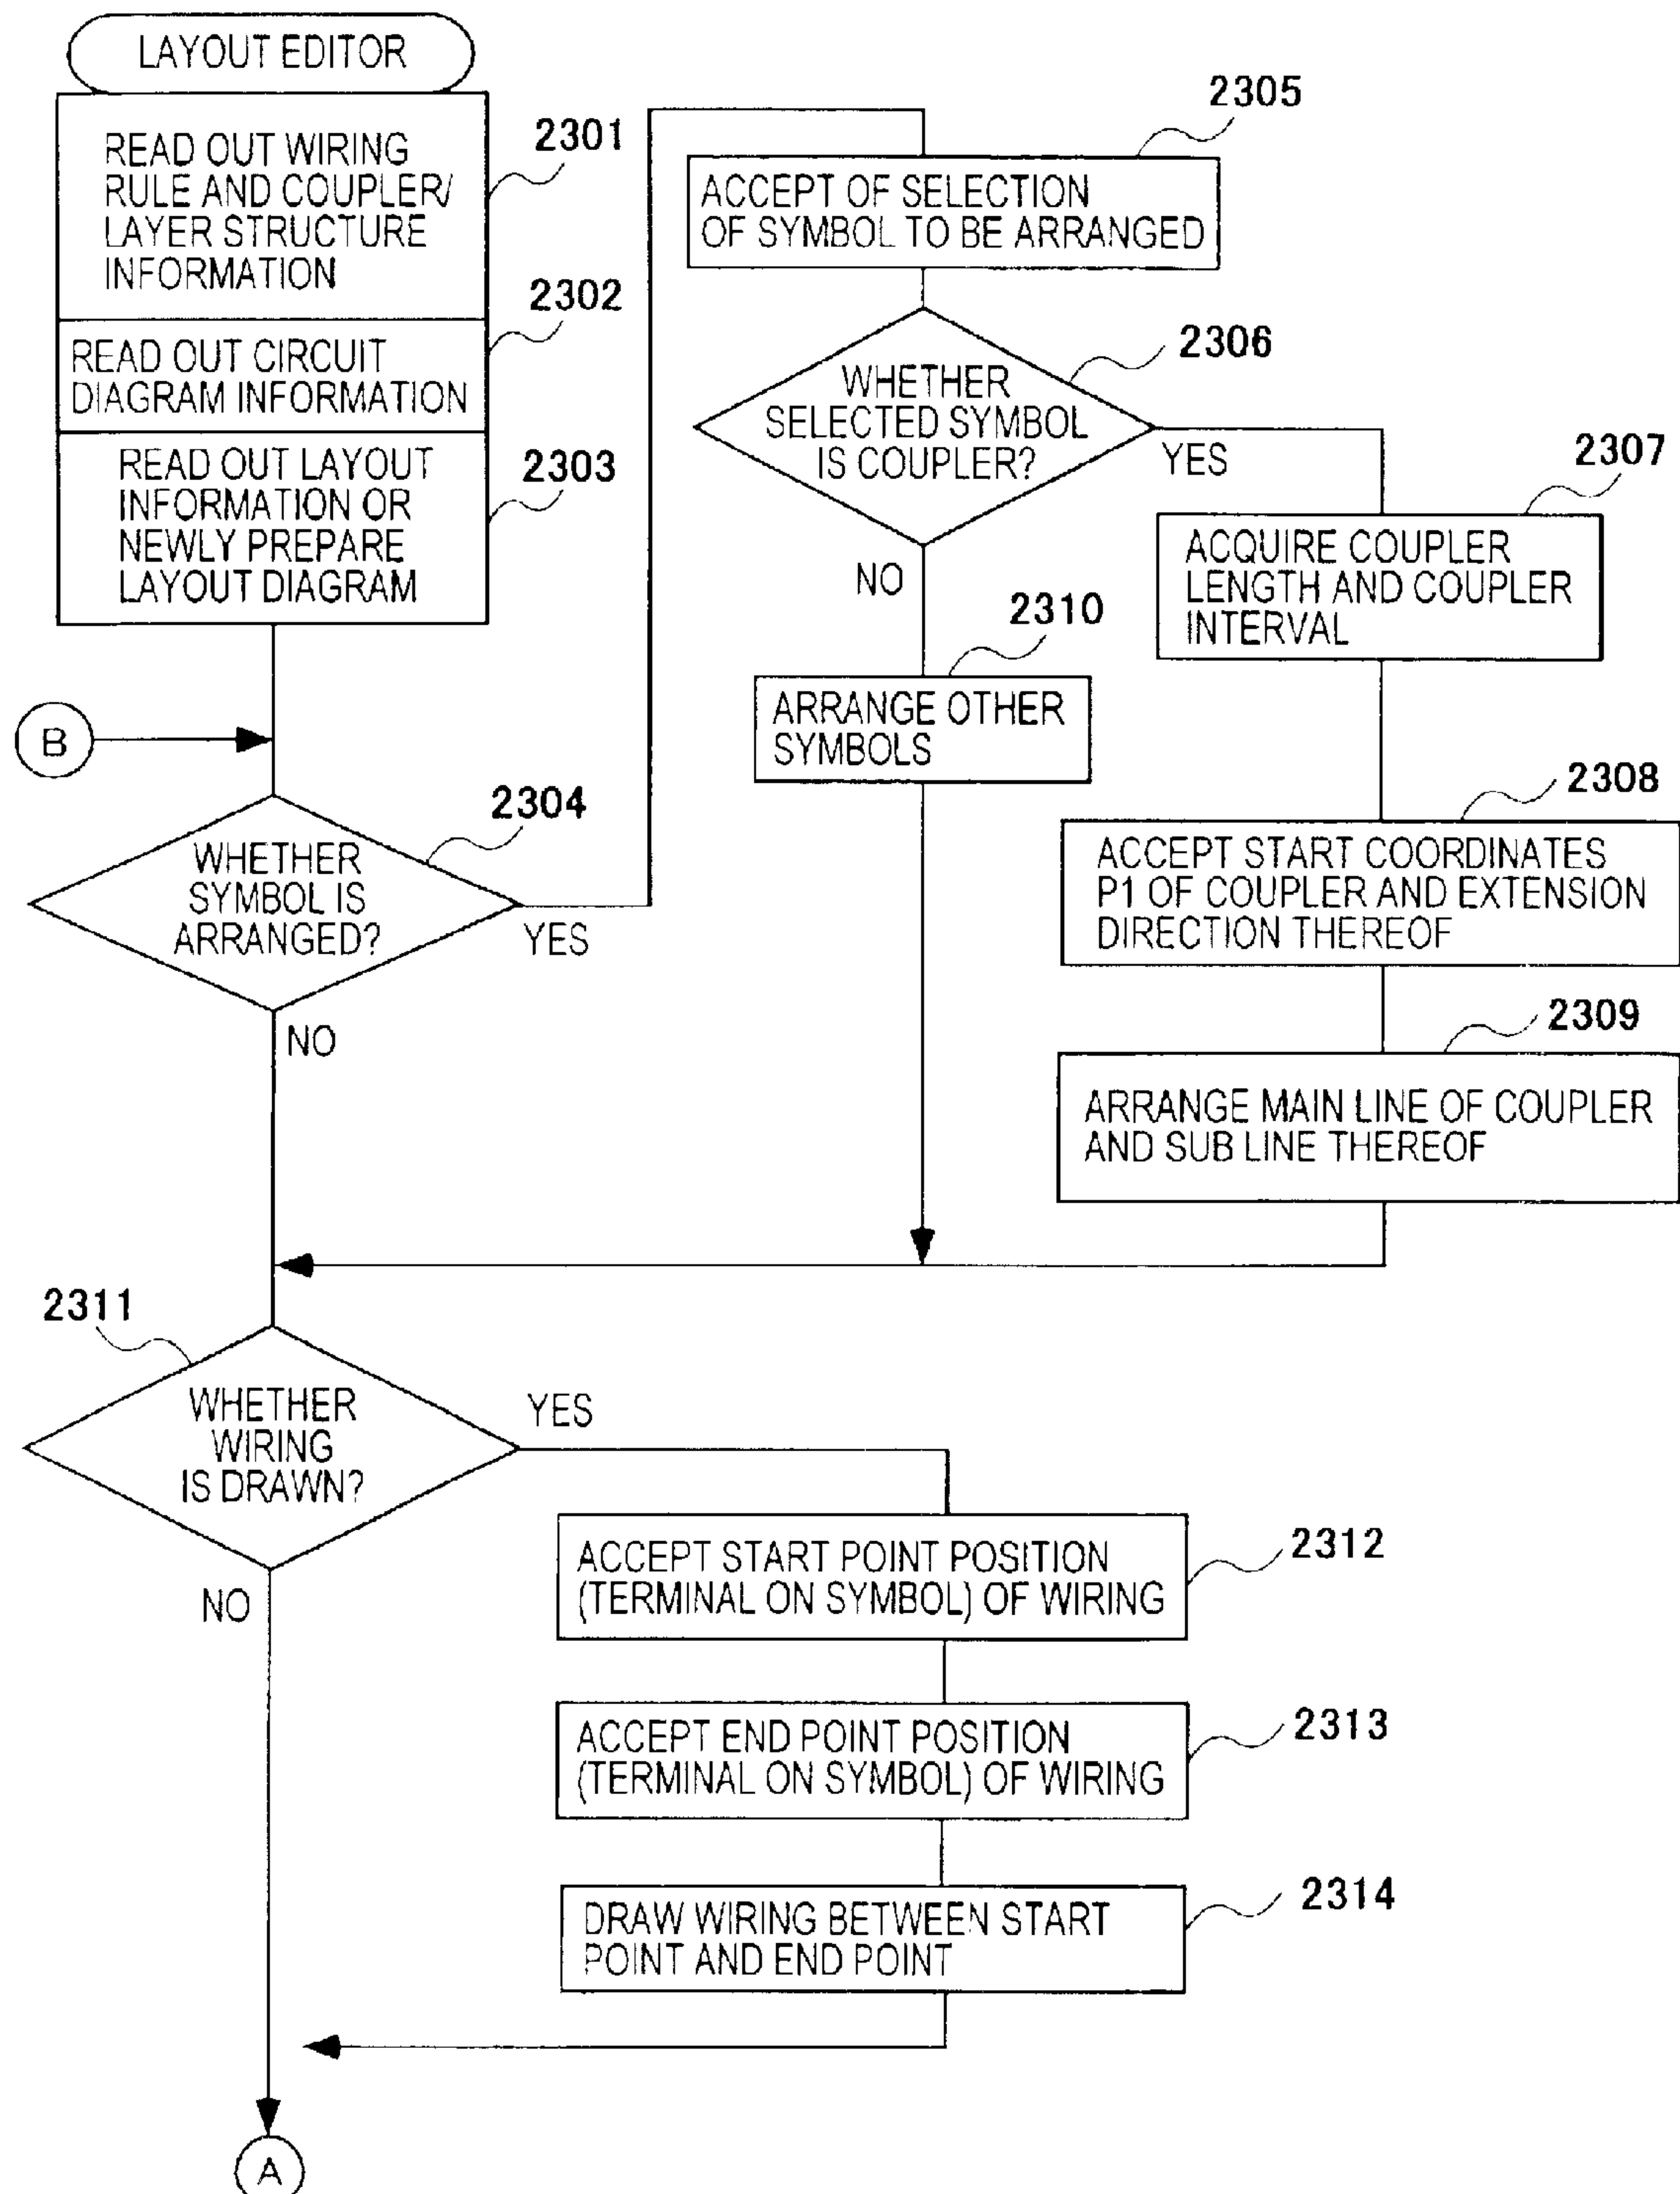 LAYOUT EDITOR
READ OUT WIRING
RULE AND COUPLER/
LAYER STRUCTURE
INFORMATION
2301
READ OUT CIRCUIT
DIAGRAM INFORMATION
2302
READ OUT LAYOUT
INFORMATION OR
NEWLY PREPARE
LAYOUT DIAGRAM
2303
B
WHETHER
SYMBOL IS
ARRANGED?
2304
YES
NO
2305
ACCEPT OF SELECTION
OF SYMBOL TO BE ARRANGED
2306
WHETHER
SELECTED SYMBOL
IS COUPLER?
YES
NO
2307
ACQUIRE COUPLER
LENGTH AND COUPLER
INTERVAL
2310
ARRANGE OTHER
SYMBOLS
2308
ACCEPT START COORDINATES
P1 OF COUPLER AND EXTENSION
DIRECTION THEREOF
2309
ARRANGE MAIN LINE OF COUPLER
AND SUB LINE THEREOF
2311
WHETHER
WIRING
IS DRAWN?
YES
NO
2312
ACCEPT START POINT POSITION
(TERMINAL ON SYMBOL) OF WIRING
2313
ACCEPT END POINT POSITION
(TERMINAL ON SYMBOL) OF WIRING
2314
DRAW WIRING BETWEEN START
POINT AND END POINT
A